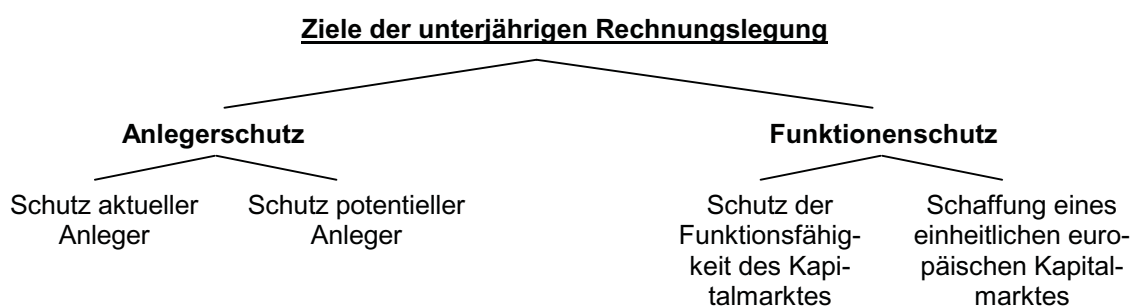 Ziele der unterjährigen Rechnungslegung
Anlegerschutz
Funktionenschutz
Schutz aktueller
Anleger
Schutz potentieller
Anleger
Schutz der
Funktionsfähig-
keit des Kapi-
talmarktes
Schaffung eines
einheitlichen euro-
päischen Kapital-
marktes